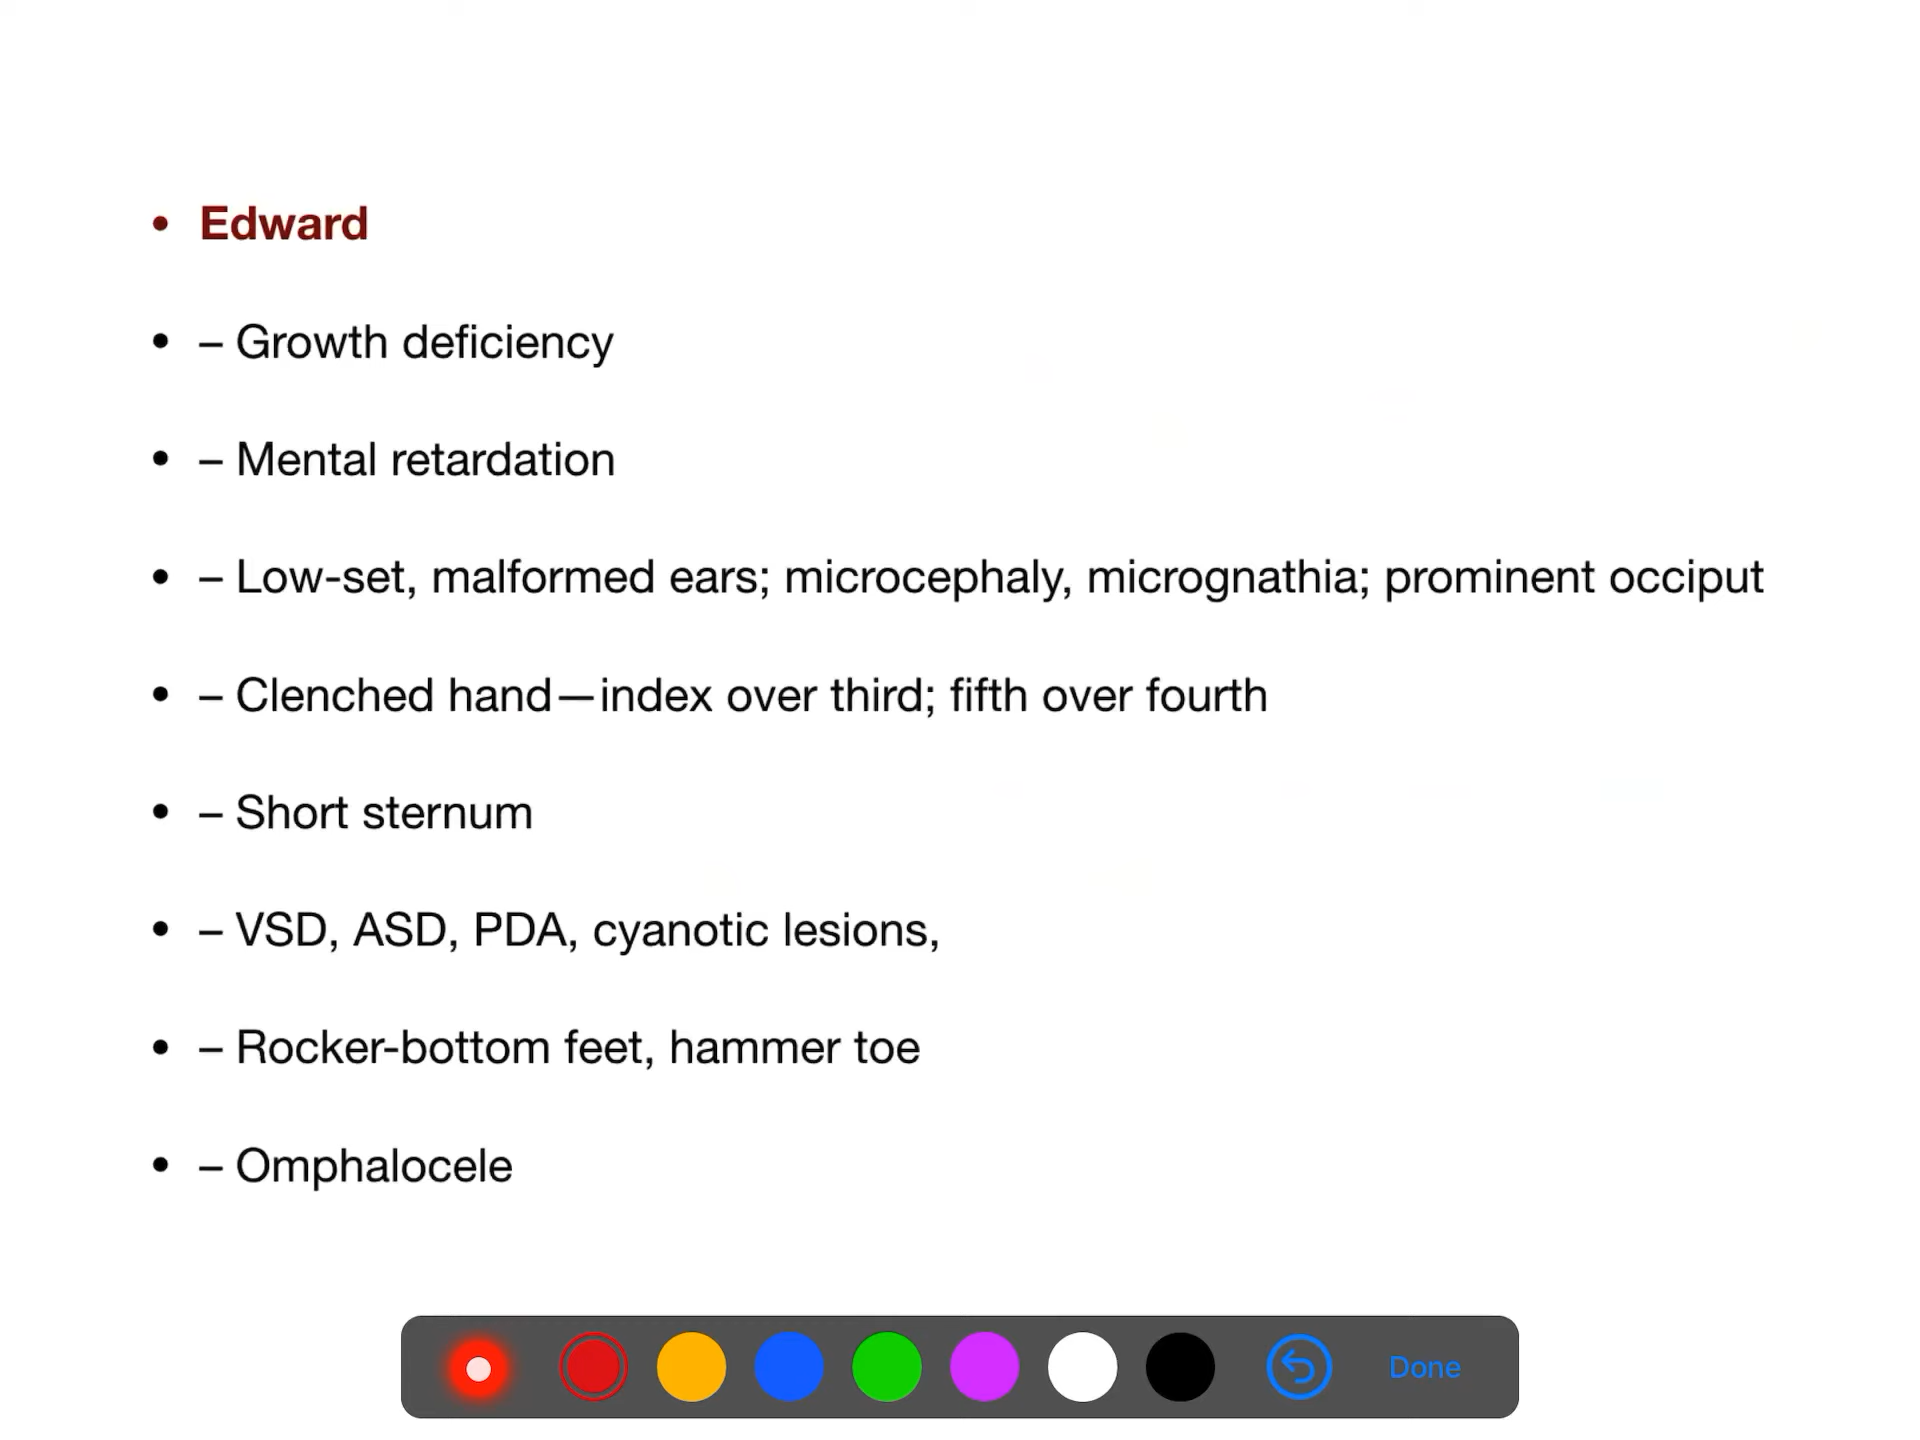 • Edward
• – Growth deficiency
• – Mental retardation
• – Low-set, malformed ears; microcephaly, micrognathia; prominent occiput
• – Clenched hand—index over third; fifth over fourth
• – Short sternum
• – VSD, ASD, PDA, cyanotic lesions,
• – Rocker-bottom feet, hammer toe
• – Omphalocele
Done